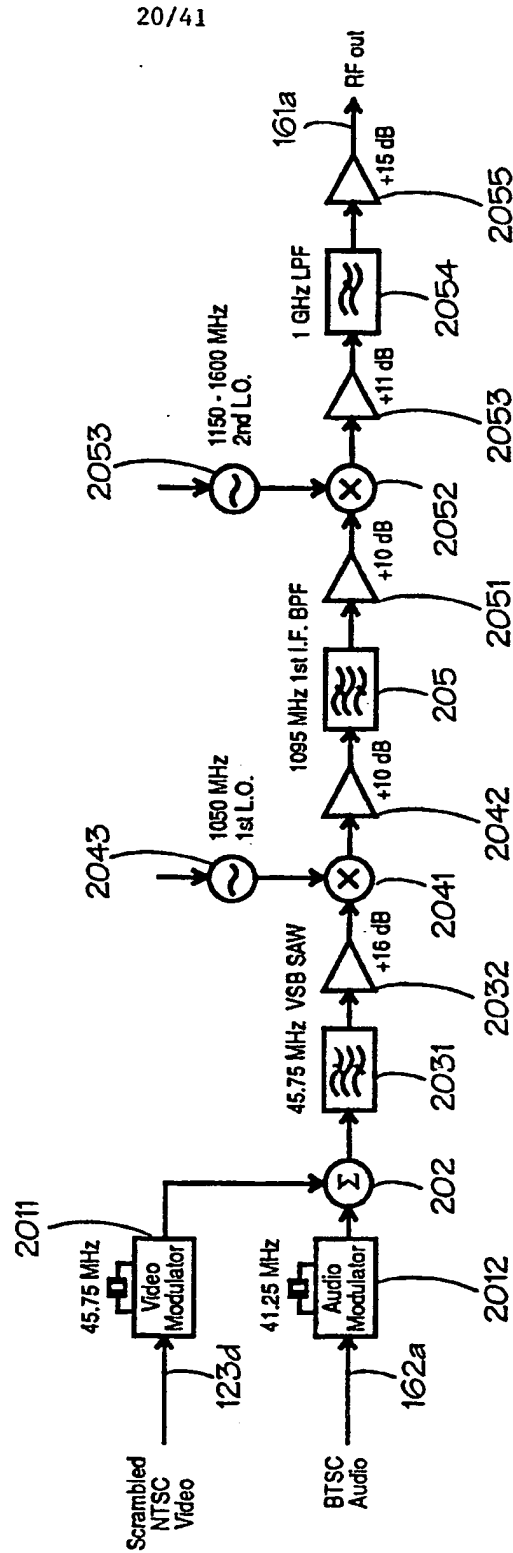 20/41
Scrambled
NTSC
Video
123d
45.75 MHz
Video
Modulator
2011
BTSC
Audio
162a
41.25 MHz
Audio
Modulator
2012
Σ
202
45.75 MHz VSB SAW
2031
+16 dB
2032
X
2041
1050 MHz
1st L.O.
2043
+10 dB
2042
1095 MHz 1st I.F. BPF
205
+10 dB
2051
X
2052
1150 - 1600 MHz
2nd L.O.
2053
+11 dB
2053
1 GHz LPF
2054
+15 dB
2055
161a
RF out